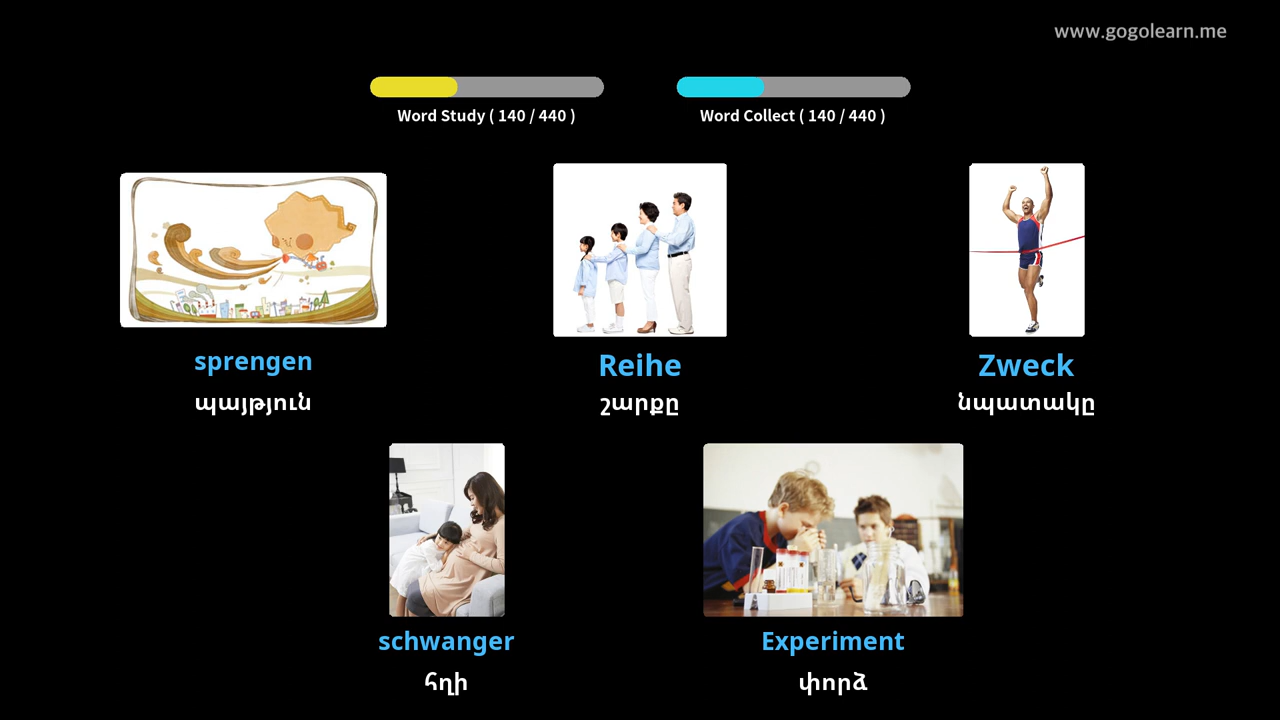 www.gogolearn.me
Word Study ( 140 / 440 )
Word Collect ( 140 / 440 )
sprengen
Reihe
Zweck
պայթյուն
շարքը
նպատակը
schwanger
Experiment
հղի
փորձ